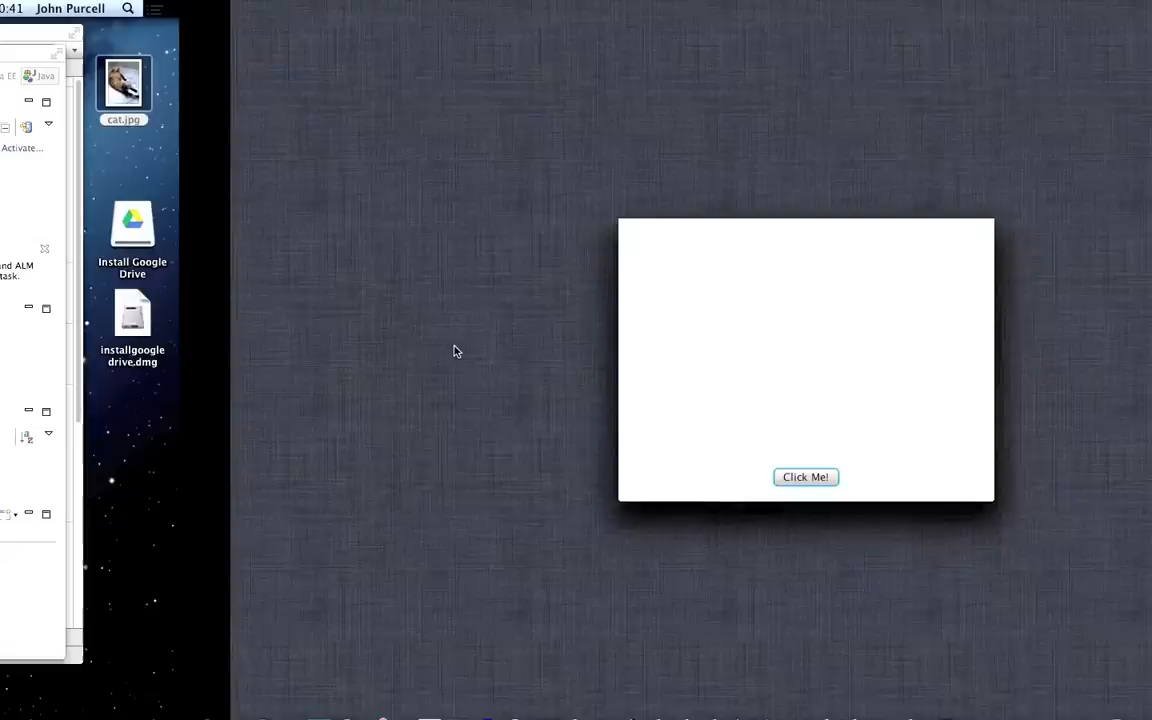 0:41 John Purcell
a EE Java
Activate...
and ALM
task.
cat.jpg
Install Google
Drive
installgoogle
drive.dmg
Click Me!